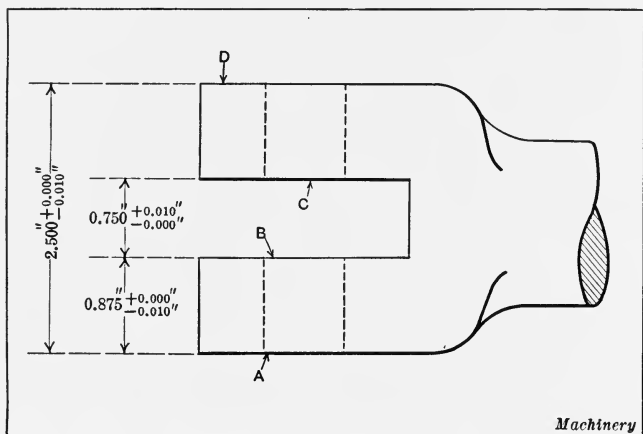 D
C
B
A
2.500" +0.000" -0.010"
0.750" +0.010" -0.000"
0.875" +0.000" -0.010"
Machinery